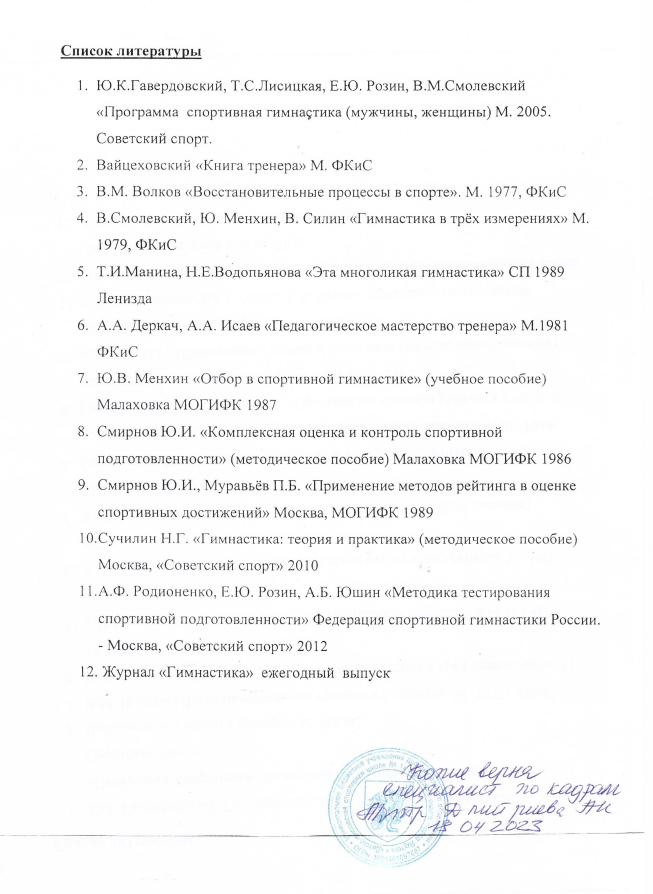 Список литературы
1. Ю.К.Гавердовский, Т.С.Лисицкая, Е.Ю. Розин, В.М.Смолевский
«Программа спортивная гимнастика (мужчины, женщины) М. 2005.
Советский спорт.
2. Вайцеховский «Книга тренера» М. ФКиС
3. В.М. Волков «Восстановительные процессы в спорте». М. 1977, ФКиС
4. В.Смолевский, Ю. Менхин, В. Силин «Гимнастика в трёх измерениях» М.
1979, ФКиС
5. Т.И.Манина, Н.Е.Водопьянова «Эта многоликая гимнастика» СП 1989
Лениздa
6. А.А. Деркач, А.А. Исаев «Педагогическое мастерство тренера» М.1981
ФКиС
7. Ю.В. Менхин «Отбор в спортивной гимнастике» (учебное пособие)
Малаховка МОГИФК 1987
8. Смирнов Ю.И. «Комплексная оценка и контроль спортивной
подготовленности» (методическое пособие) Малаховка МОГИФК 1986
9. Смирнов Ю.И., Муравьёв П.Б. «Применение методов рейтинга в оценке
спортивных достижений» Москва, МОГИФК 1989
10.Сучилин Н.Г. «Гимнастика: теория и практика» (методическое пособие)
Москва, «Советский спорт» 2010
11.А.Ф. Родионенко, Е.Ю. Розин, А.Б. Юшин «Методика тестирования
спортивной подготовленности» Федерация спортивной гимнастики России.
- Москва, «Советский спорт» 2012
12. Журнал «Гимнастика» ежегодный выпуск
Копие верна
специалист по кадрам
Дмитриева АИ
18 04 2023